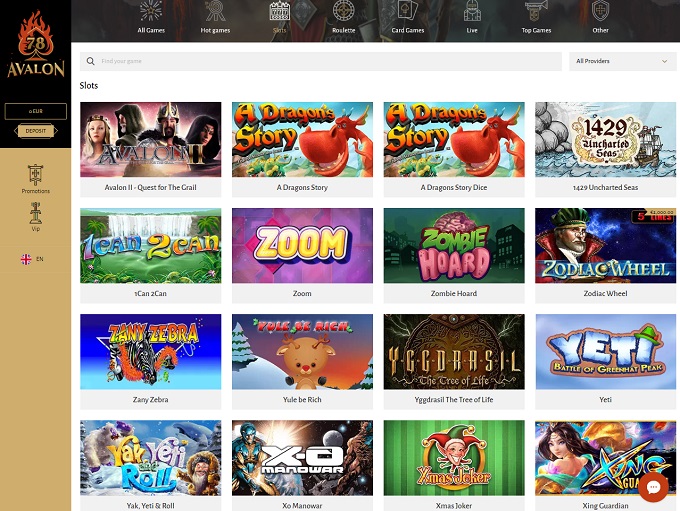 All Games
Hot games
Slots
Roulette
Card Games
Live
Top Games
Other
78
AVALON
Find your game
All Providers
Slots
0 EUR
DEPOSIT
Promotions
Vip
EN
AVALON II
A Dragon's Story
A Dragon's Story
1429 Uncharted Seas
Avalon II - Quest for The Grail
A Dragons Story
A Dragons Story Dice
1429 Uncharted Seas
1Can 2Can
ZOOM
ZOMBIE HOARD
5 LINES
ZODIAC WHEEL
1Can 2Can
Zoom
Zombie Hoard
Zodiac Wheel
ZANY ZEBRA
YULE BE RICH
YGGDRASIL
The Tree of Life
YETI
BATTLE OF GREENHAT PEAK
Zany Zebra
Yule be Rich
Yggdrasil The Tree of Life
Yeti
Yak Yeti and Roll
X-O
MANOWAR
Xmas Joker
XING
GUA
Yak, Yeti & Roll
Xo Manowar
Xmas Joker
Xing Guardian